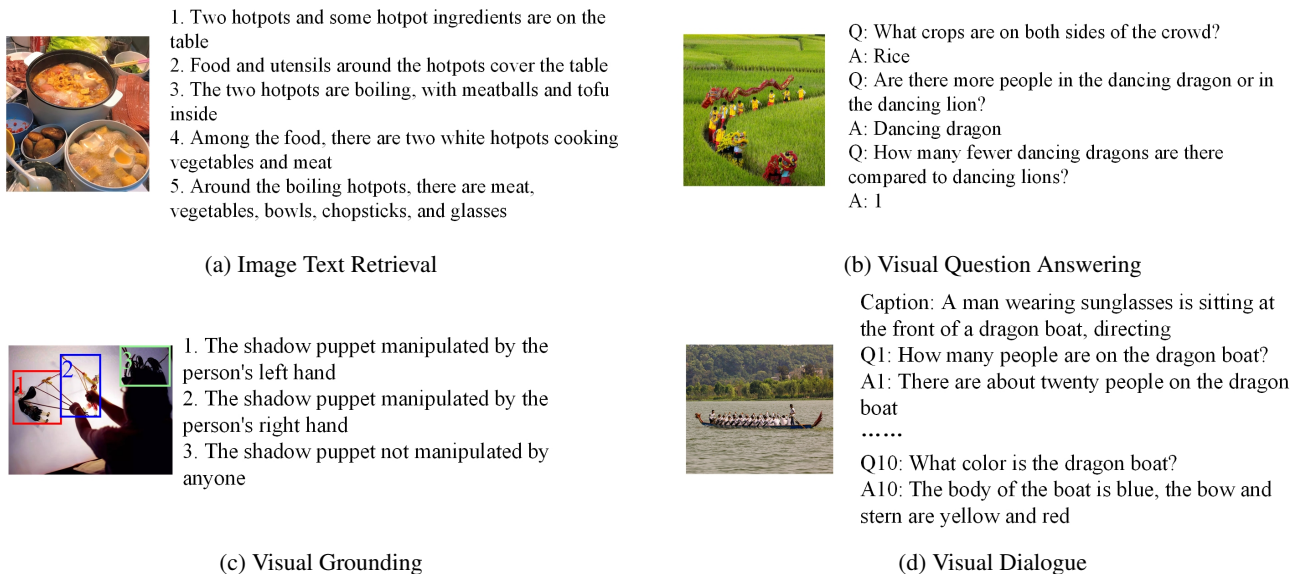 1. Two hotpots and some hotpot ingredients are on the
table
2. Food and utensils around the hotpots cover the table
3. The two hotpots are boiling, with meatballs and tofu
inside
4. Among the food, there are two white hotpots cooking
vegetables and meat
5. Around the boiling hotpots, there are meat,
vegetables, bowls, chopsticks, and glasses
(a) Image Text Retrieval
Q: What crops are on both sides of the crowd?
A: Rice
Q: Are there more people in the dancing dragon or in
the dancing lion?
A: Dancing dragon
Q: How many fewer dancing dragons are there
compared to dancing lions?
A: 1
(b) Visual Question Answering
1
2
3
1. The shadow puppet manipulated by the
person's left hand
2. The shadow puppet manipulated by the
person's right hand
3. The shadow puppet not manipulated by
anyone
(c) Visual Grounding
Caption: A man wearing sunglasses is sitting at
the front of a dragon boat, directing
Q1: How many people are on the dragon boat?
A1: There are about twenty people on the dragon
boat
……
Q10: What color is the dragon boat?
A10: The body of the boat is blue, the bow and
stern are yellow and red
(d) Visual Dialogue